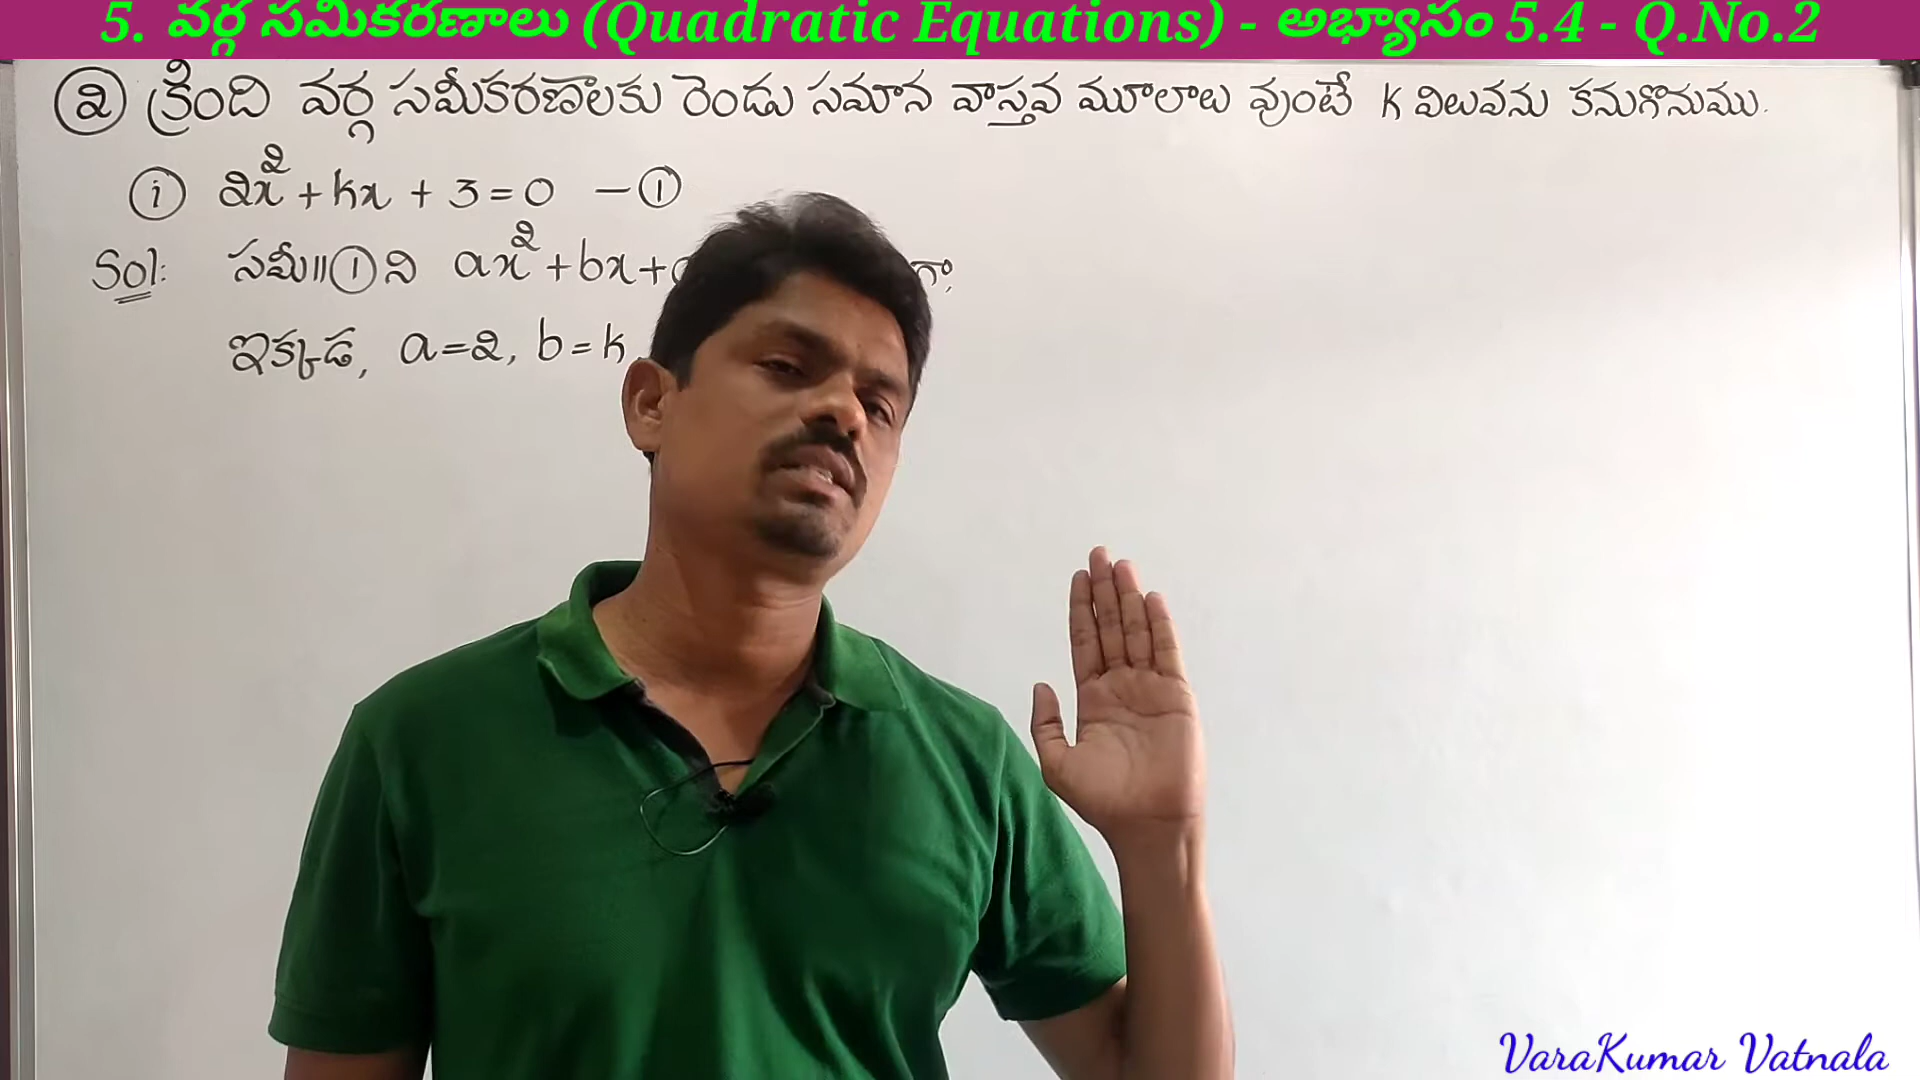 5. వర్గ సమీకరణాలు (Quadratic Equations) - అభ్యాసం 5.4 - Q.No.2
② క్రింది వర్గ సమీకరణాలకు రెండు సమాన వాస్తవ మూలాలు వుంటే k విలువను కనుగొనుము.
(i) 2x² + kx + 3 = 0 - ①
Sol: సమీ॥ ① ని ax² + bx + గా,
ఇక్కడ, a = 2, b = k
VaraKumar Vatnala